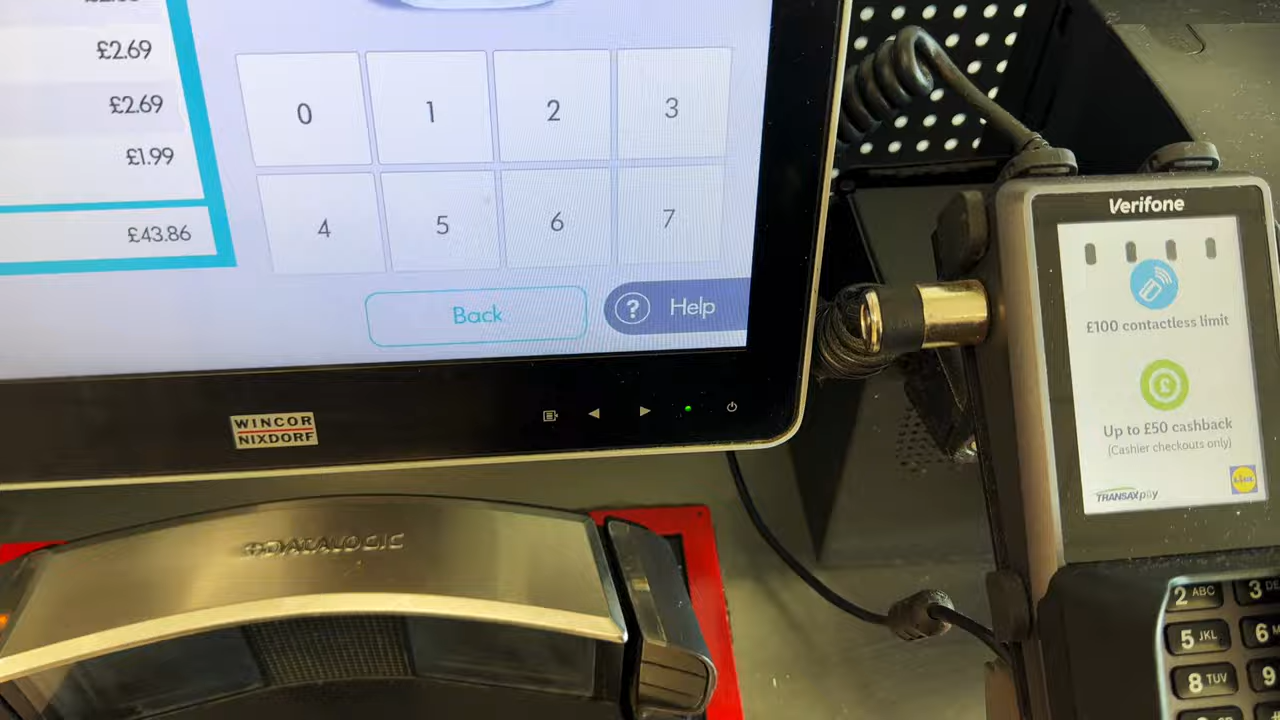 £2.69
£2.69
£1.99
£43.86
0 1 2 3
4 5 6 7
Back
? Help
WINCOR
NIXDORF
DATALOGIC
Verifone
£100 contactless limit
£
Up to £50 cashback
(Cashier checkouts only)
TRANSAXpay
LIDL
2 ABC 3
5 JKL 6
8 TUV 9